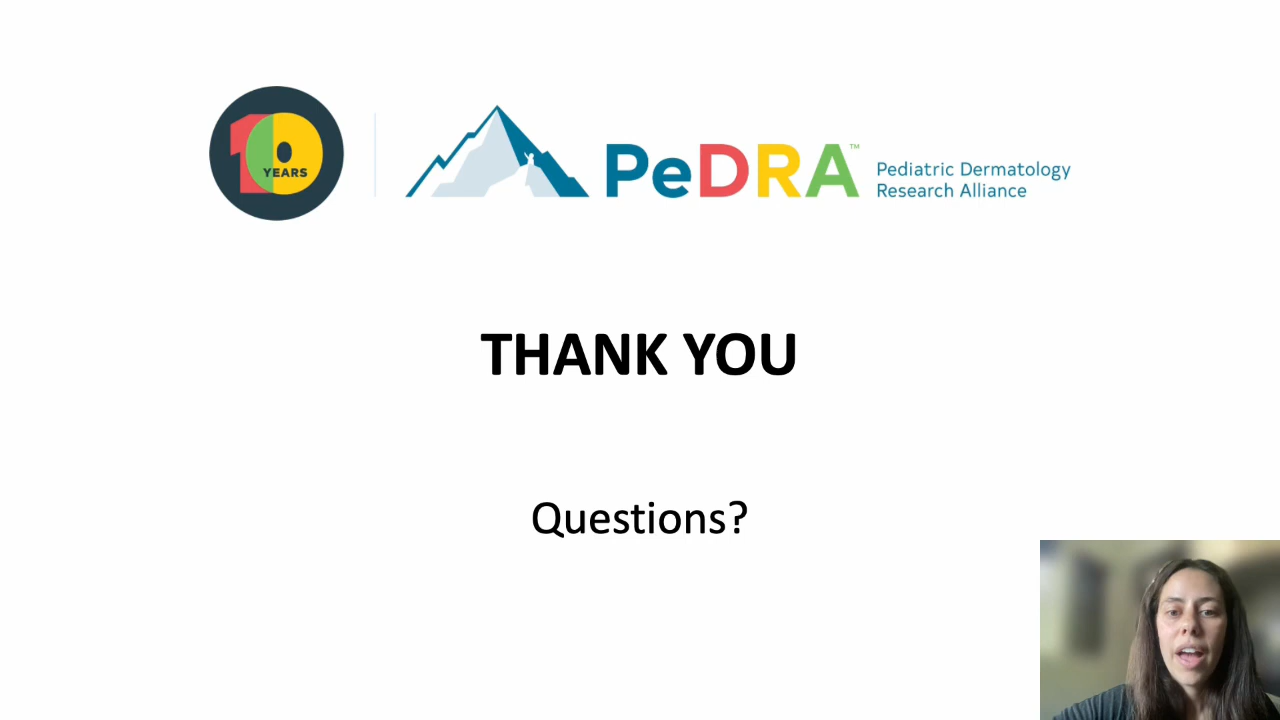 10
YEARS
PeDRA™
Pediatric Dermatology
Research Alliance
THANK YOU
Questions?